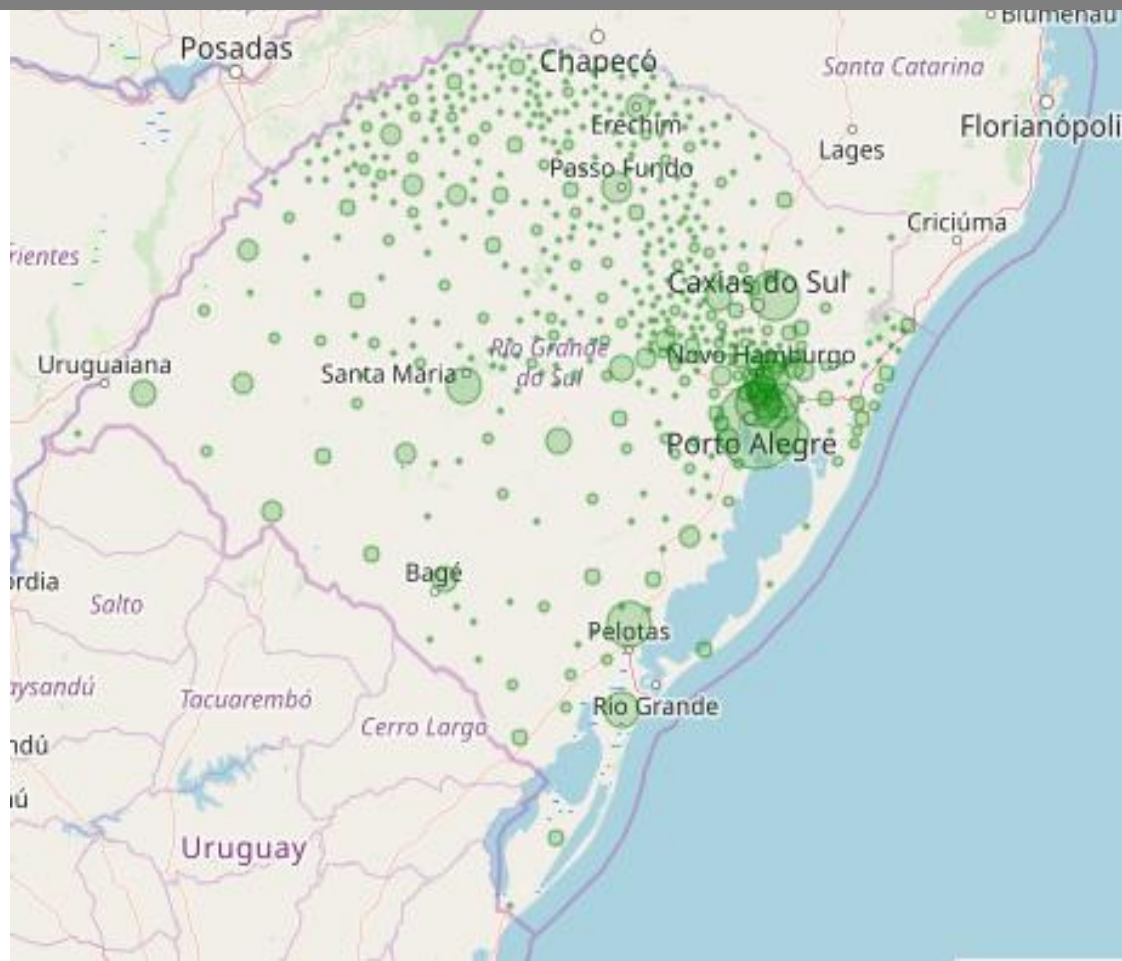 Blumenau
Posadas
Chapecó
Santa Catarina
Florianópoli
Erechim
Lages
Passo Fundo
Criciúma
rientes
Caxias do Sul
Rio Grande
do Sul
Novo Hamburgo
Uruguaiana
Santa Maria
Porto Alegre
Bagé
ordia
Salto
Pelotas
aysandú
Tacuarembó
Rio Grande
Cerro Largo
ndú
ú
Uruguay